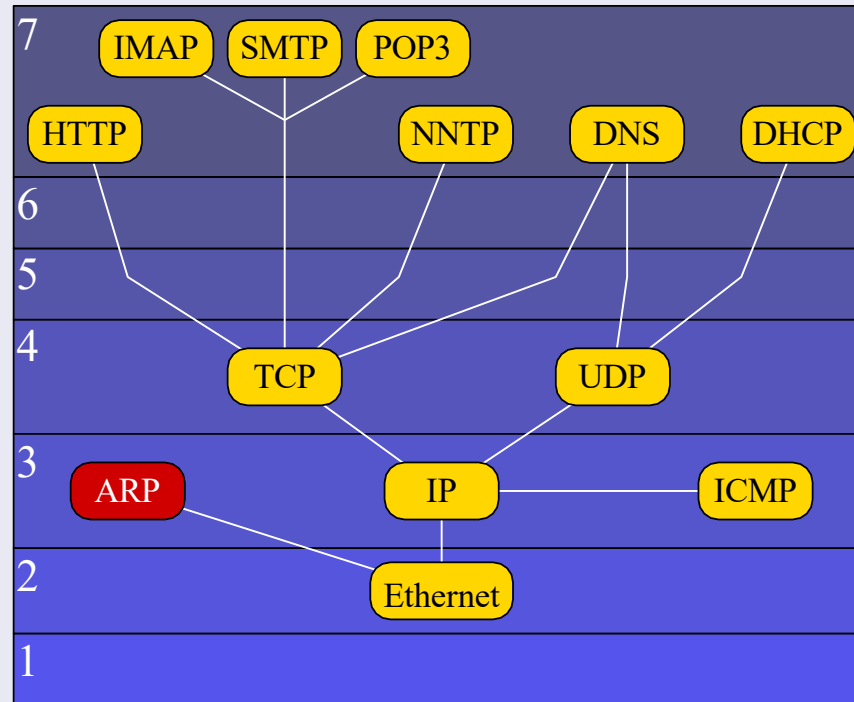 7
IMAP SMTP POP3
HTTP NNTP DNS DHCP
6
5
4
TCP UDP
3
ARP IP ICMP
2
Ethernet
1